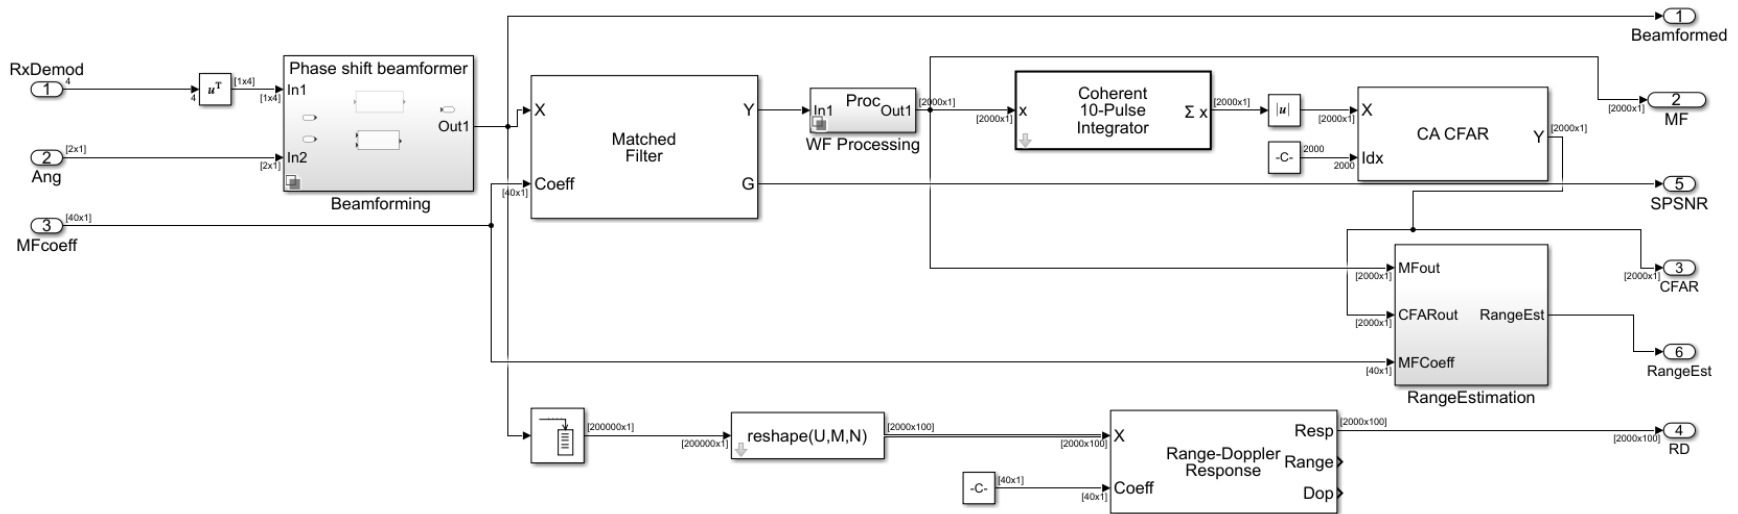 1
Beamformed
RxDemod
1
4
4
uT
[1x4]
[1x4]
Phase shift beamformer
In1
In2
Out1
Beamforming
2
[2x1]
[2x1]
Ang
3
[40x1]
MFcoeff
X
Coeff
[40x1]
Matched
Filter
Y
G
In1
Proc
Out1
WF Processing
[2000x1]
[2000x1]
x
Coherent
10-Pulse
Integrator
Σ x
[2000x1]
|u|
[2000x1]
-C-
2000
2000
X
Idx
CA CFAR
Y
[2000x1]
2
[2000x1]
MF
5
SPSNR
[2000x1]
MFout
[2000x1]
CFARout
RangeEst
[40x1]
MFCoeff
RangeEstimation
3
[2000x1]
CFAR
6
RangeEst
[200000x1]
[200000x1]
reshape(U,M,N)
[2000x100]
[2000x100]
-C-
[40x1]
[40x1]
X
Coeff
Range-Doppler
Response
Resp
Range
Dop
[2000x100]
[2000x100]
4
RD